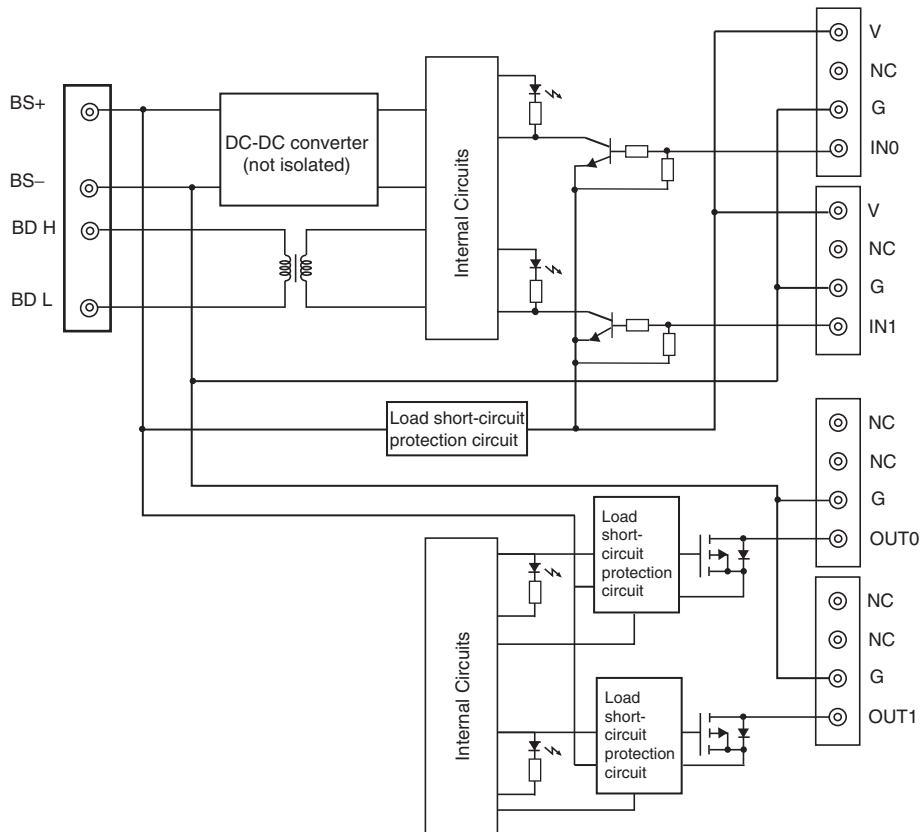 V
NC
G
IN0
BS+
BS–
BD H
BD L
DC-DC converter
(not isolated)
Internal Circuits
V
NC
G
IN1
Load short-circuit
protection circuit
NC
NC
G
OUT0
Load
short-
circuit
protection
circuit
Internal Circuits
NC
NC
G
OUT1
Load
short-
circuit
protection
circuit